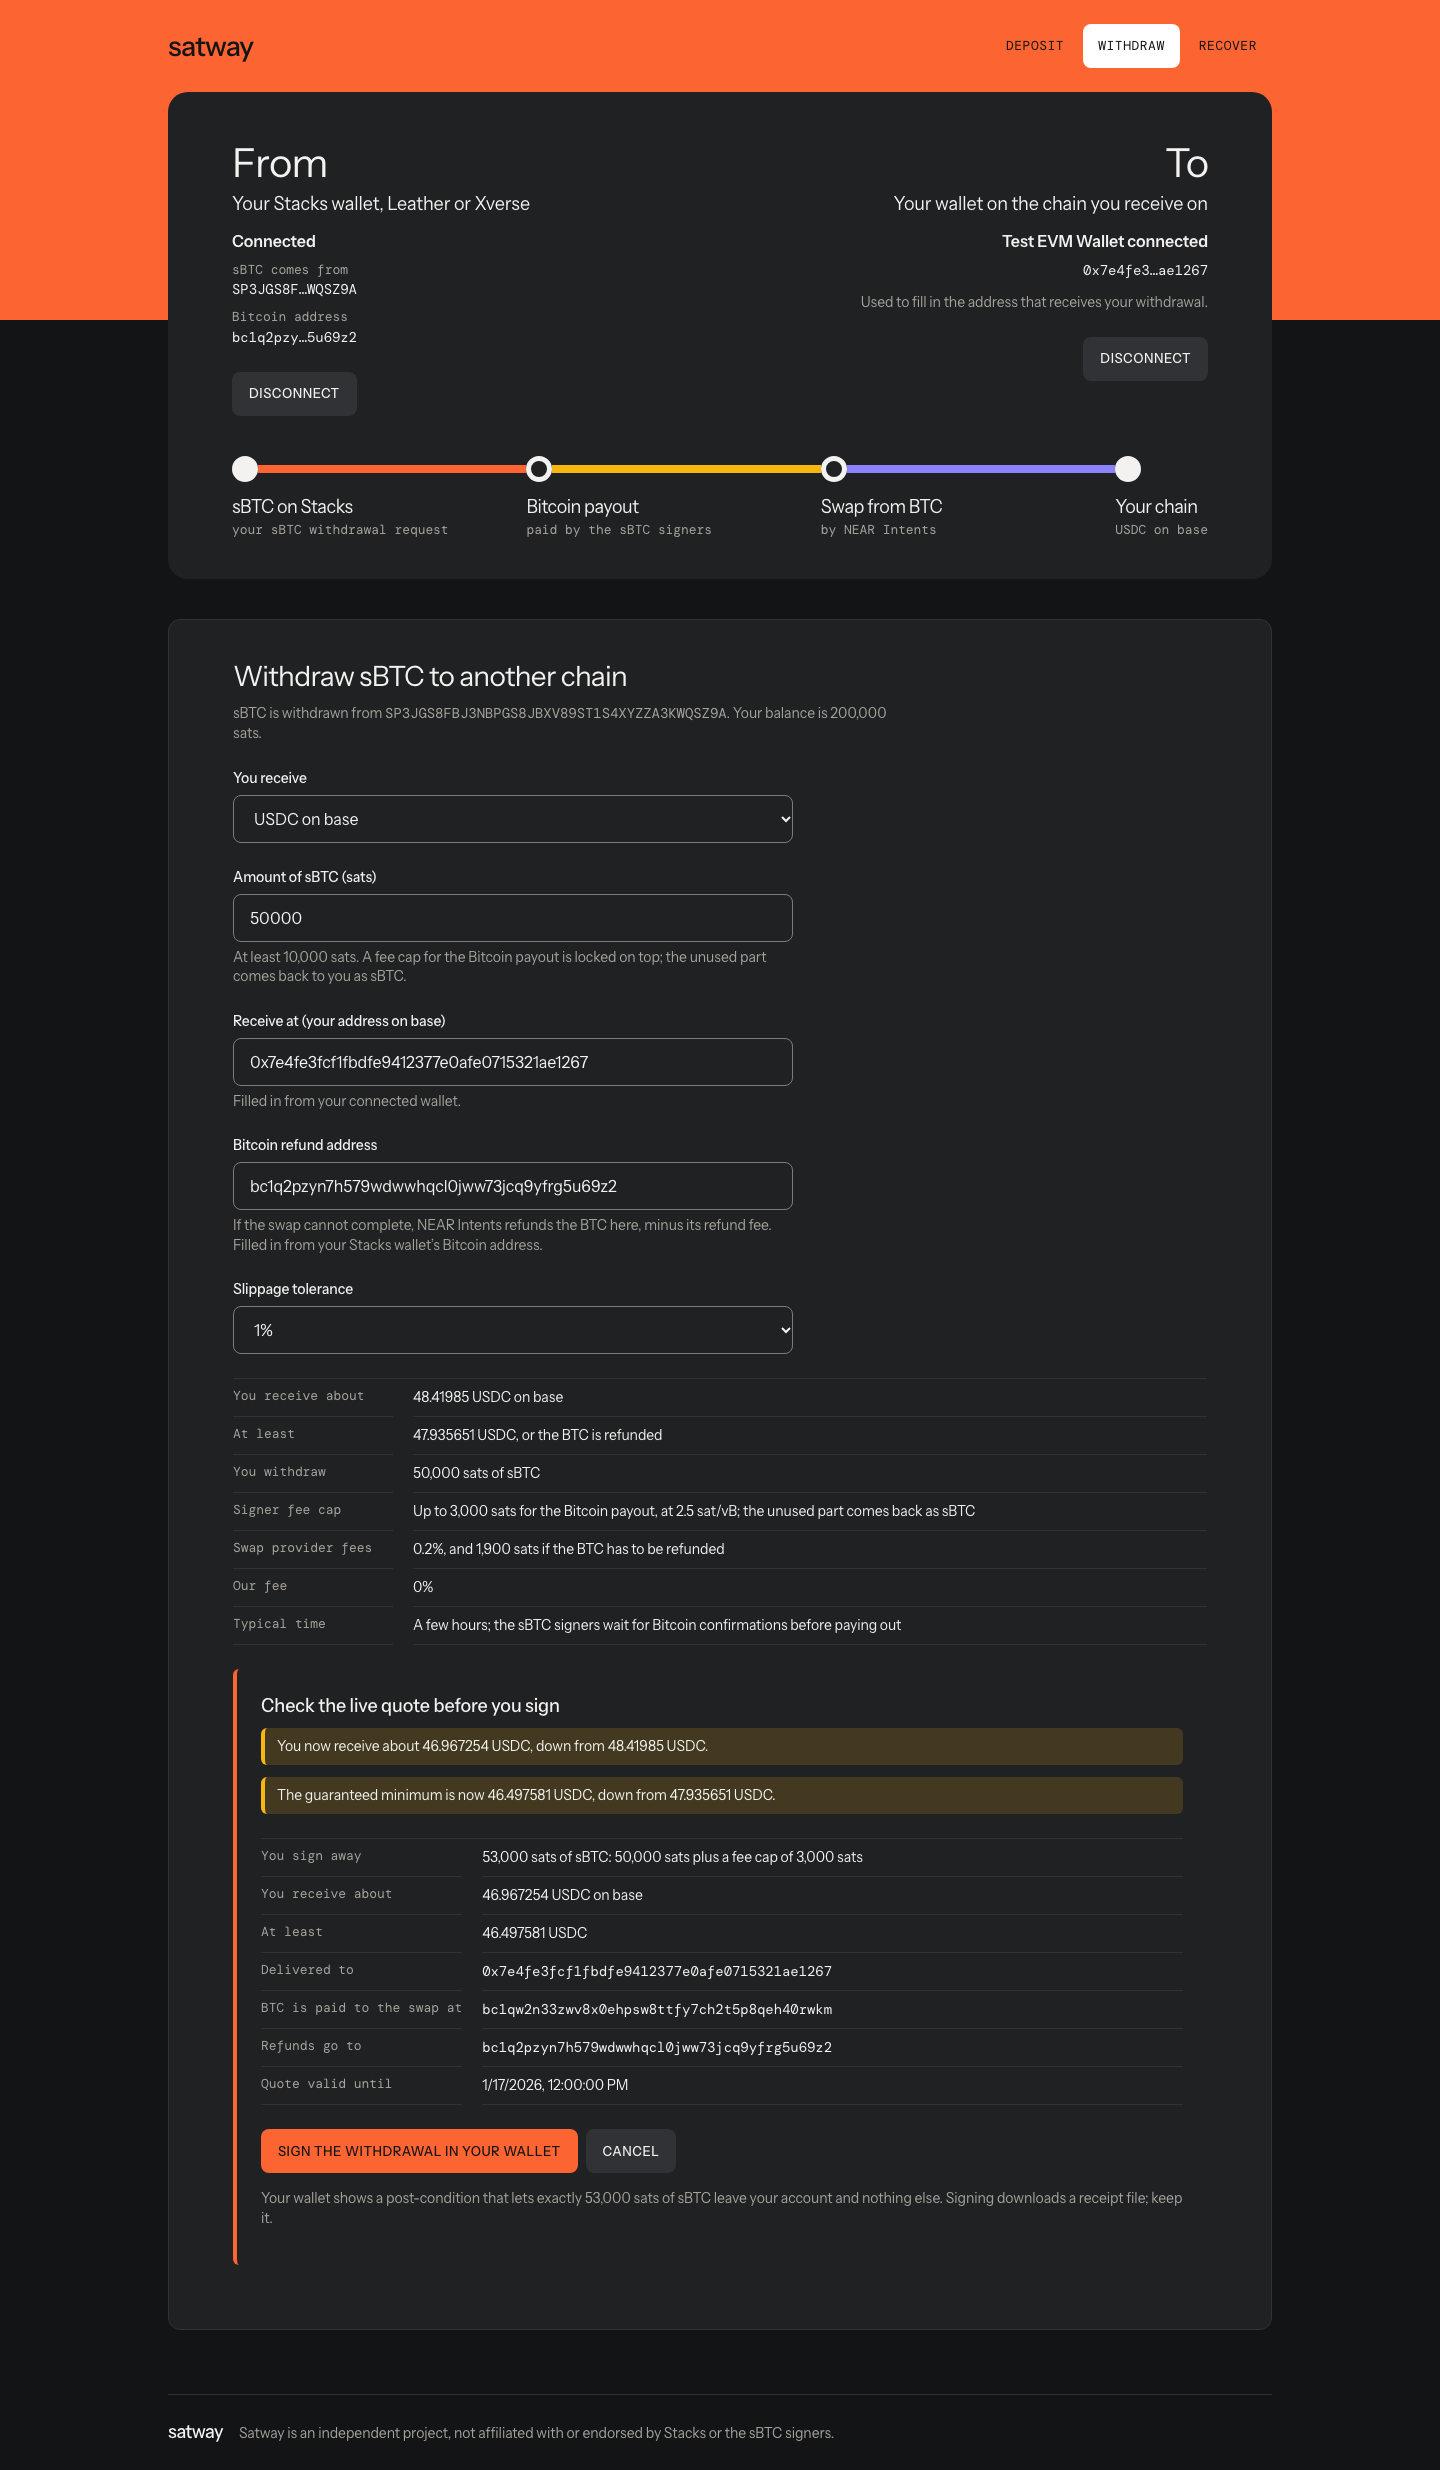 satway
DEPOSIT
WITHDRAW
RECOVER
From
To
Your Stacks wallet, Leather or Xverse
Your wallet on the chain you receive on
Connected
Test EVM Wallet connected
sBTC comes from
SP3JGS8F…WQSZ9A
0x7e4fe3…ae1267
Bitcoin address
bc1q2pzy…5u69z2
Used to fill in the address that receives your withdrawal.
DISCONNECT
DISCONNECT
sBTC on Stacks
your sBTC withdrawal request
Bitcoin payout
paid by the sBTC signers
Swap from BTC
by NEAR Intents
Your chain
USDC on base
Withdraw sBTC to another chain
sBTC is withdrawn from SP3JGS8FBJ3NBPGS8JBXV89ST1S4XYZZA3KWQSZ9A. Your balance is 200,000
sats.
You receive
USDC on base
Amount of sBTC (sats)
50000
At least 10,000 sats. A fee cap for the Bitcoin payout is locked on top; the unused part
comes back to you as sBTC.
Receive at (your address on base)
0x7e4fe3fcf1fbdfe9412377e0afe0715321ae1267
Filled in from your connected wallet.
Bitcoin refund address
bc1q2pzyn7h579wdwwhqcl0jww73jcq9yfrg5u69z2
If the swap cannot complete, NEAR Intents refunds the BTC here, minus its refund fee.
Filled in from your Stacks wallet's Bitcoin address.
Slippage tolerance
1%
You receive about 48.41985 USDC on base
At least 47.935651 USDC, or the BTC is refunded
You withdraw 50,000 sats of sBTC
Signer fee cap Up to 3,000 sats for the Bitcoin payout, at 2.5 sat/vB; the unused part comes back as sBTC
Swap provider fees 0.2%, and 1,900 sats if the BTC has to be refunded
Our fee 0%
Typical time A few hours; the sBTC signers wait for Bitcoin confirmations before paying out
Check the live quote before you sign
You now receive about 46.967254 USDC, down from 48.41985 USDC.
The guaranteed minimum is now 46.497581 USDC, down from 47.935651 USDC.
You sign away 53,000 sats of sBTC: 50,000 sats plus a fee cap of 3,000 sats
You receive about 46.967254 USDC on base
At least 46.497581 USDC
Delivered to 0x7e4fe3fcf1fbdfe9412377e0afe0715321ae1267
BTC is paid to the swap at bc1qw2n33zwv8x0ehpsw8ttfy7ch2t5p8qeh40rwkm
Refunds go to bc1q2pzyn7h579wdwwhqcl0jww73jcq9yfrg5u69z2
Quote valid until 1/17/2026, 12:00:00 PM
SIGN THE WITHDRAWAL IN YOUR WALLET
CANCEL
Your wallet shows a post-condition that lets exactly 53,000 sats of sBTC leave your account and nothing else. Signing downloads a receipt file; keep
it.
satway Satway is an independent project, not affiliated with or endorsed by Stacks or the sBTC signers.